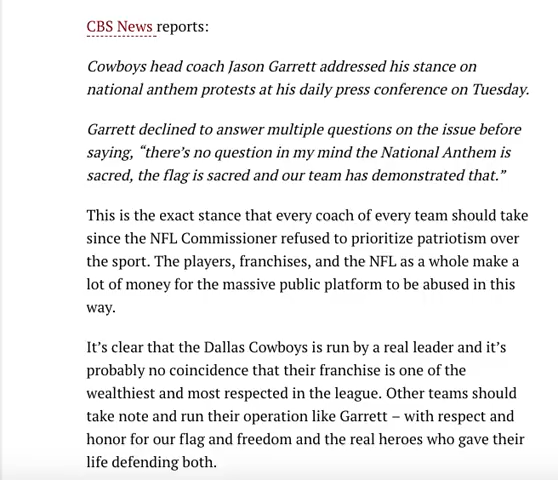 CBS News reports:
Cowboys head coach Jason Garrett addressed his stance on
national anthem protests at his daily press conference on Tuesday.
Garrett declined to answer multiple questions on the issue before
saying, “there’s no question in my mind the National Anthem is
sacred, the flag is sacred and our team has demonstrated that.”
This is the exact stance that every coach of every team should take
since the NFL Commissioner refused to prioritize patriotism over
the sport. The players, franchises, and the NFL as a whole make a
lot of money for the massive public platform to be abused in this
way.
It’s clear that the Dallas Cowboys is run by a real leader and it’s
probably no coincidence that their franchise is one of the
wealthiest and most respected in the league. Other teams should
take note and run their operation like Garrett – with respect and
honor for our flag and freedom and the real heroes who gave their
life defending both.